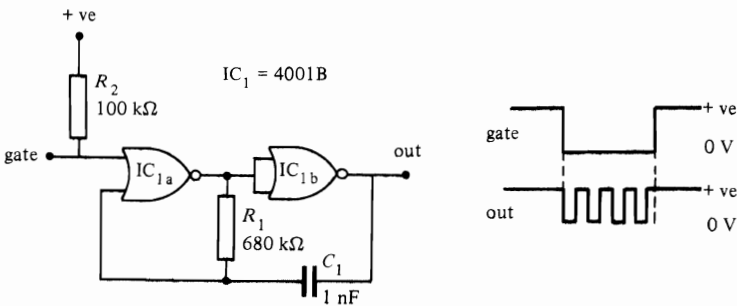 + ve
R2
100 kΩ
IC1 = 4001B
gate
IC1a
IC1b
out
R1
680 kΩ
C1
1 nF
gate
+ ve
0 V
out
+ ve
0 V